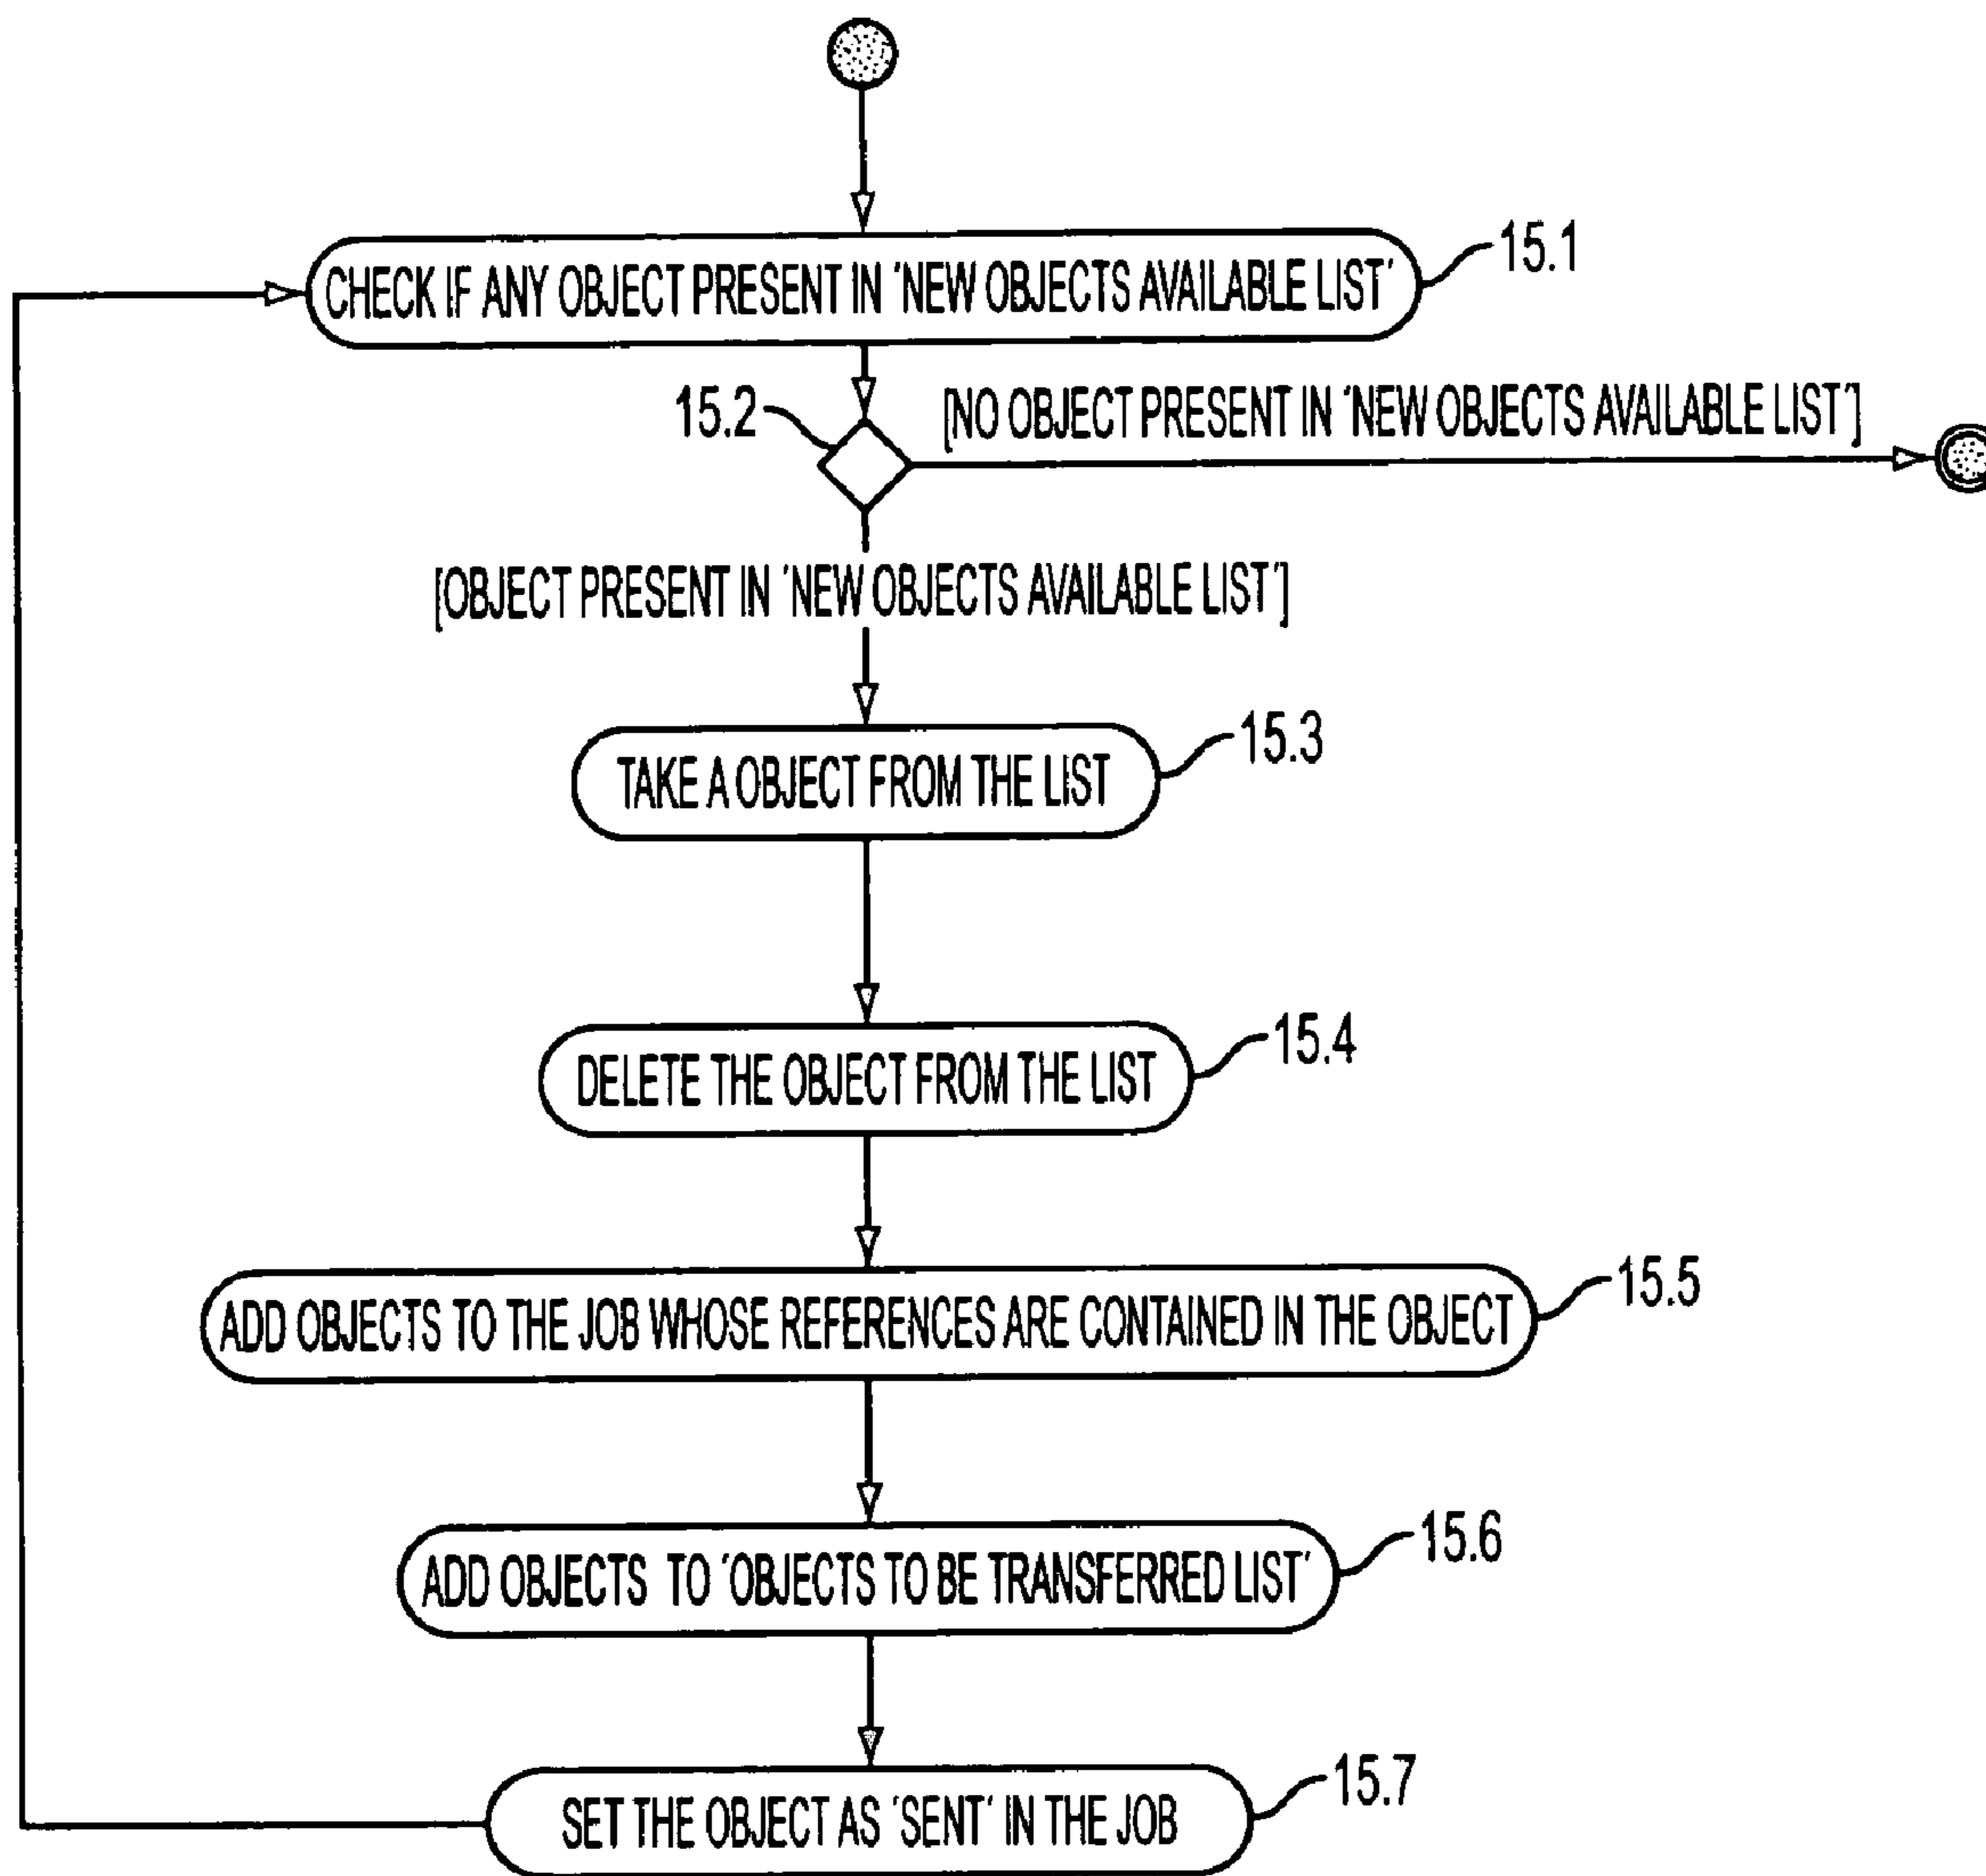 CHECK IF ANY OBJECT PRESENT IN 'NEW OBJECTS AVAILABLE LIST'
15.1
15.2
[NO OBJECT PRESENT IN 'NEW OBJECTS AVAILABLE LIST']
[OBJECT PRESENT IN 'NEW OBJECTS AVAILABLE LIST']
TAKE A OBJECT FROM THE LIST
15.3
DELETE THE OBJECT FROM THE LIST
15.4
ADD OBJECTS TO THE JOB WHOSE REFERENCES ARE CONTAINED IN THE OBJECT
15.5
ADD OBJECTS TO 'OBJECTS TO BE TRANSFERRED LIST'
15.6
SET THE OBJECT AS 'SENT' IN THE JOB
15.7